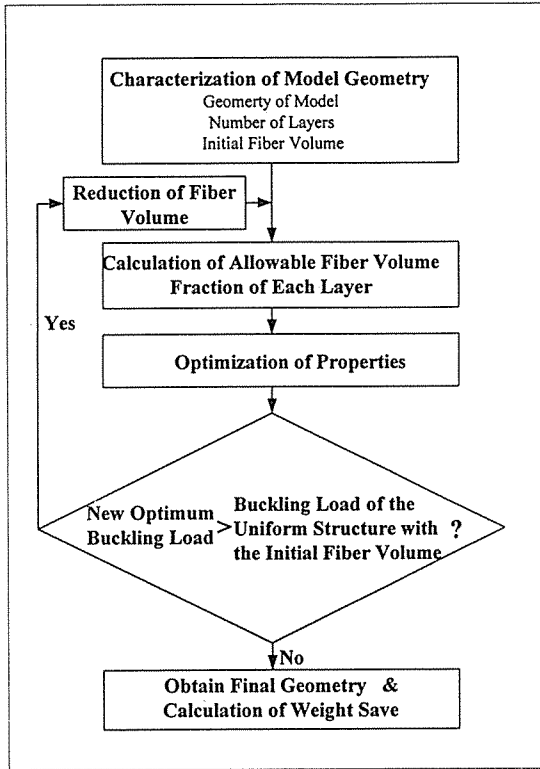 Characterization of Model Geometry
Geomerty of Model
Number of Layers
Initial Fiber Volume
Reduction of Fiber
Volume
Calculation of Allowable Fiber Volume
Fraction of Each Layer
Yes
Optimization of Properties
New Optimum
Buckling Load
>
Buckling Load of the
Uniform Structure with
the Initial Fiber Volume
?
No
Obtain Final Geometry &
Calculation of Weight Save